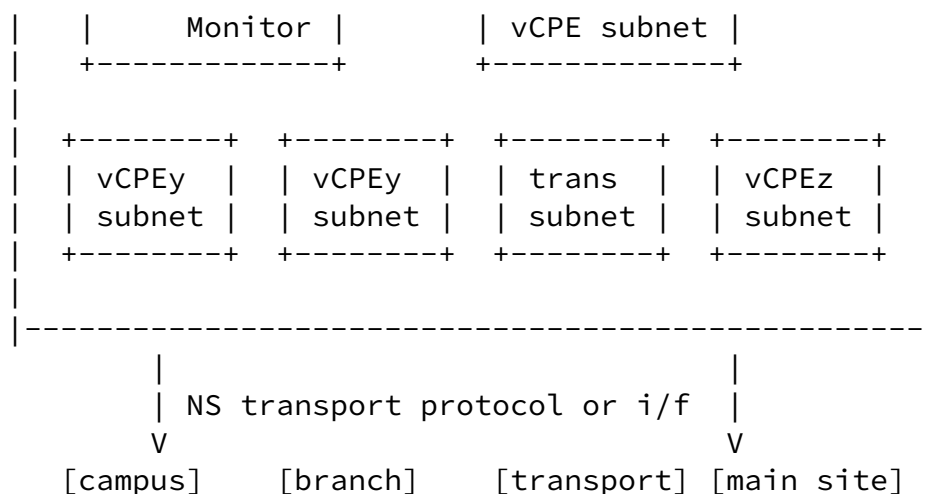 |   |     Monitor |       | vCPE subnet |
|   +-------------+       +-------------+
|
|  +--------+  +--------+  +--------+  +--------+
|  | vCPEy  |  | vCPEy  |  | trans  |  | vCPEz  |
|  | subnet |  | subnet |  | subnet |  | subnet |
|  +--------+  +--------+  +--------+  +--------+
|
|--------------------------------------------------
        |                               |
        | NS transport protocol or i/f  |
        V                               V
   [campus]    [branch]    [transport] [main site]